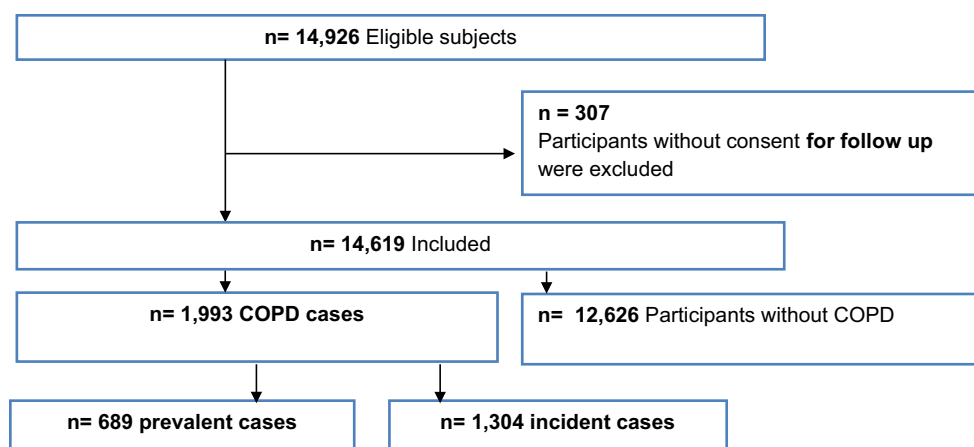 n= 14,926 Eligible subjects
n = 307
Participants without consent for follow up
were excluded
n= 14,619 Included
n= 1,993 COPD cases
n= 12,626 Participants without COPD
n= 689 prevalent cases
n= 1,304 incident cases